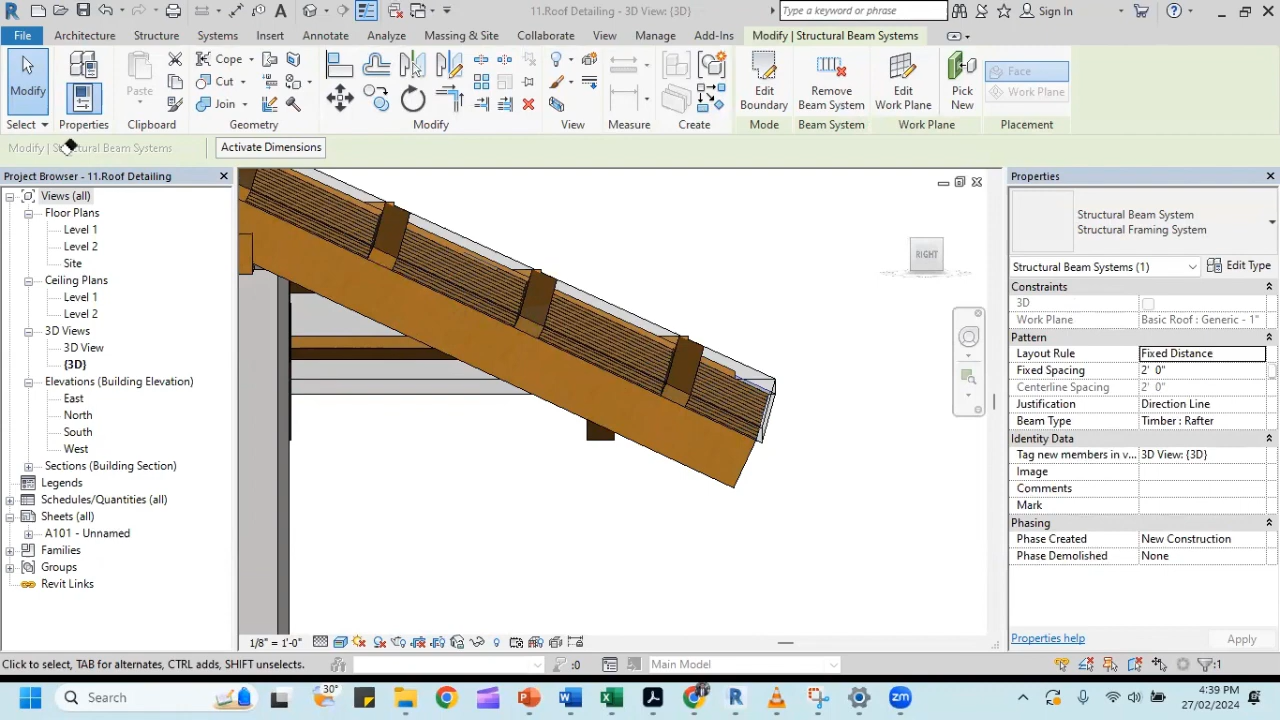 11.Roof Detailing - 3D View: {3D}
Type a keyword or phrase
Sign In
File
Architecture
Structure
Systems
Insert
Annotate
Analyze
Massing & Site
Collaborate
View
Manage
Add-Ins
Modify | Structural Beam Systems
Modify
Paste
Cope
Cut
Join
Edit
Boundary
Remove
Beam System
Edit
Work Plane
Pick
New
Face
Work Plane
Select
Properties
Clipboard
Geometry
Modify
View
Measure
Create
Mode
Beam System
Work Plane
Placement
Modify | Structural Beam Systems
Activate Dimensions
Project Browser - 11.Roof Detailing
Views (all)
Floor Plans
Level 1
Level 2
Site
Ceiling Plans
Level 1
Level 2
3D Views
3D View
{3D}
Elevations (Building Elevation)
East
North
South
West
Sections (Building Section)
Legends
Schedules/Quantities (all)
Sheets (all)
A101 - Unnamed
Families
Groups
Revit Links
RIGHT
Properties
Structural Beam System
Structural Framing System
Structural Beam Systems (1)
Edit Type
Constraints
3D
Work Plane Basic Roof : Generic - 1"
Pattern
Layout Rule Fixed Distance
Fixed Spacing 2' 0"
Centerline Spacing 2' 0"
Justification Direction Line
Beam Type Timber : Rafter
Identity Data
Tag new members in v... 3D View: {3D}
Image
Comments
Mark
Phasing
Phase Created New Construction
Phase Demolished None
Properties help
Apply
1/8" = 1'-0"
Click to select, TAB for alternates, CTRL adds, SHIFT unselects.
:0
Main Model
:1
Search
30°
zm
4:39 PM
27/02/2024